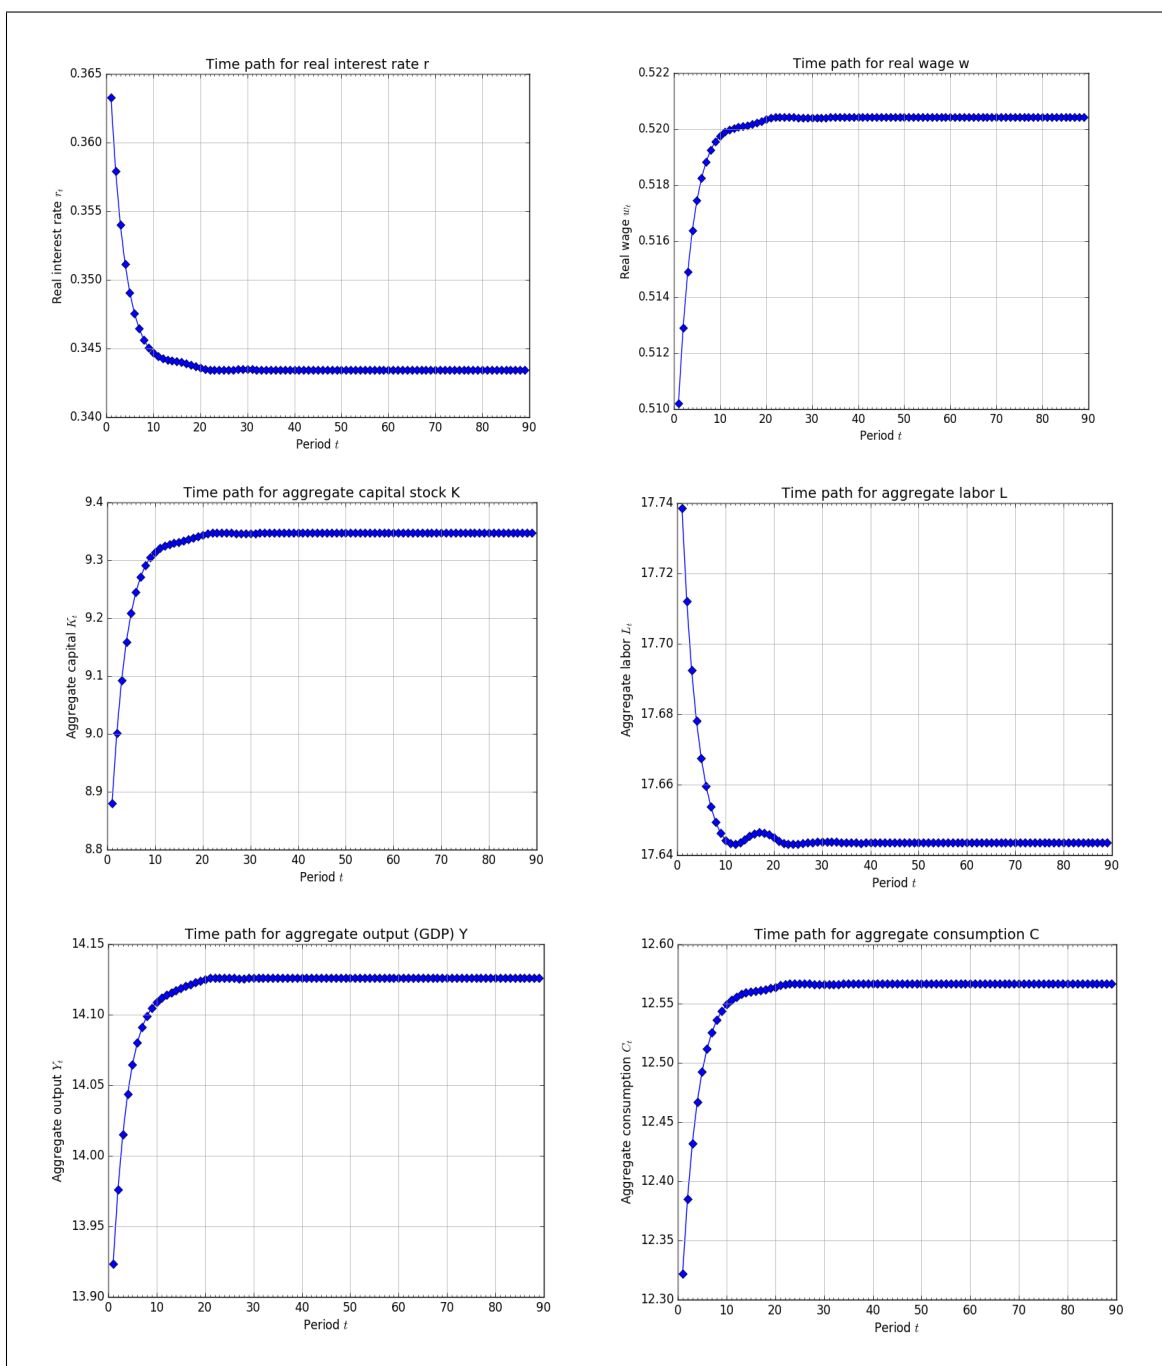 Time path for real interest rate r
0.365
0.360
0.355
0.350
0.345
0.340
Real interest rate r_t
0 10 20 30 40 50 60 70 80 90
Period t
Time path for real wage w
0.522
0.520
0.518
0.516
0.514
0.512
0.510
Real wage w_t
0 10 20 30 40 50 60 70 80 90
Period t
Time path for aggregate capital stock K
9.4
9.3
9.2
9.1
9.0
8.9
8.8
Aggregate capital K_t
0 10 20 30 40 50 60 70 80 90
Period t
Time path for aggregate labor L
17.74
17.72
17.70
17.68
17.66
17.64
Aggregate labor L_t
0 10 20 30 40 50 60 70 80 90
Period t
Time path for aggregate output (GDP) Y
14.15
14.10
14.05
14.00
13.95
13.90
Aggregate output Y_t
0 10 20 30 40 50 60 70 80 90
Period t
Time path for aggregate consumption C
12.60
12.55
12.50
12.45
12.40
12.35
12.30
Aggregate consumption C_t
0 10 20 30 40 50 60 70 80 90
Period t